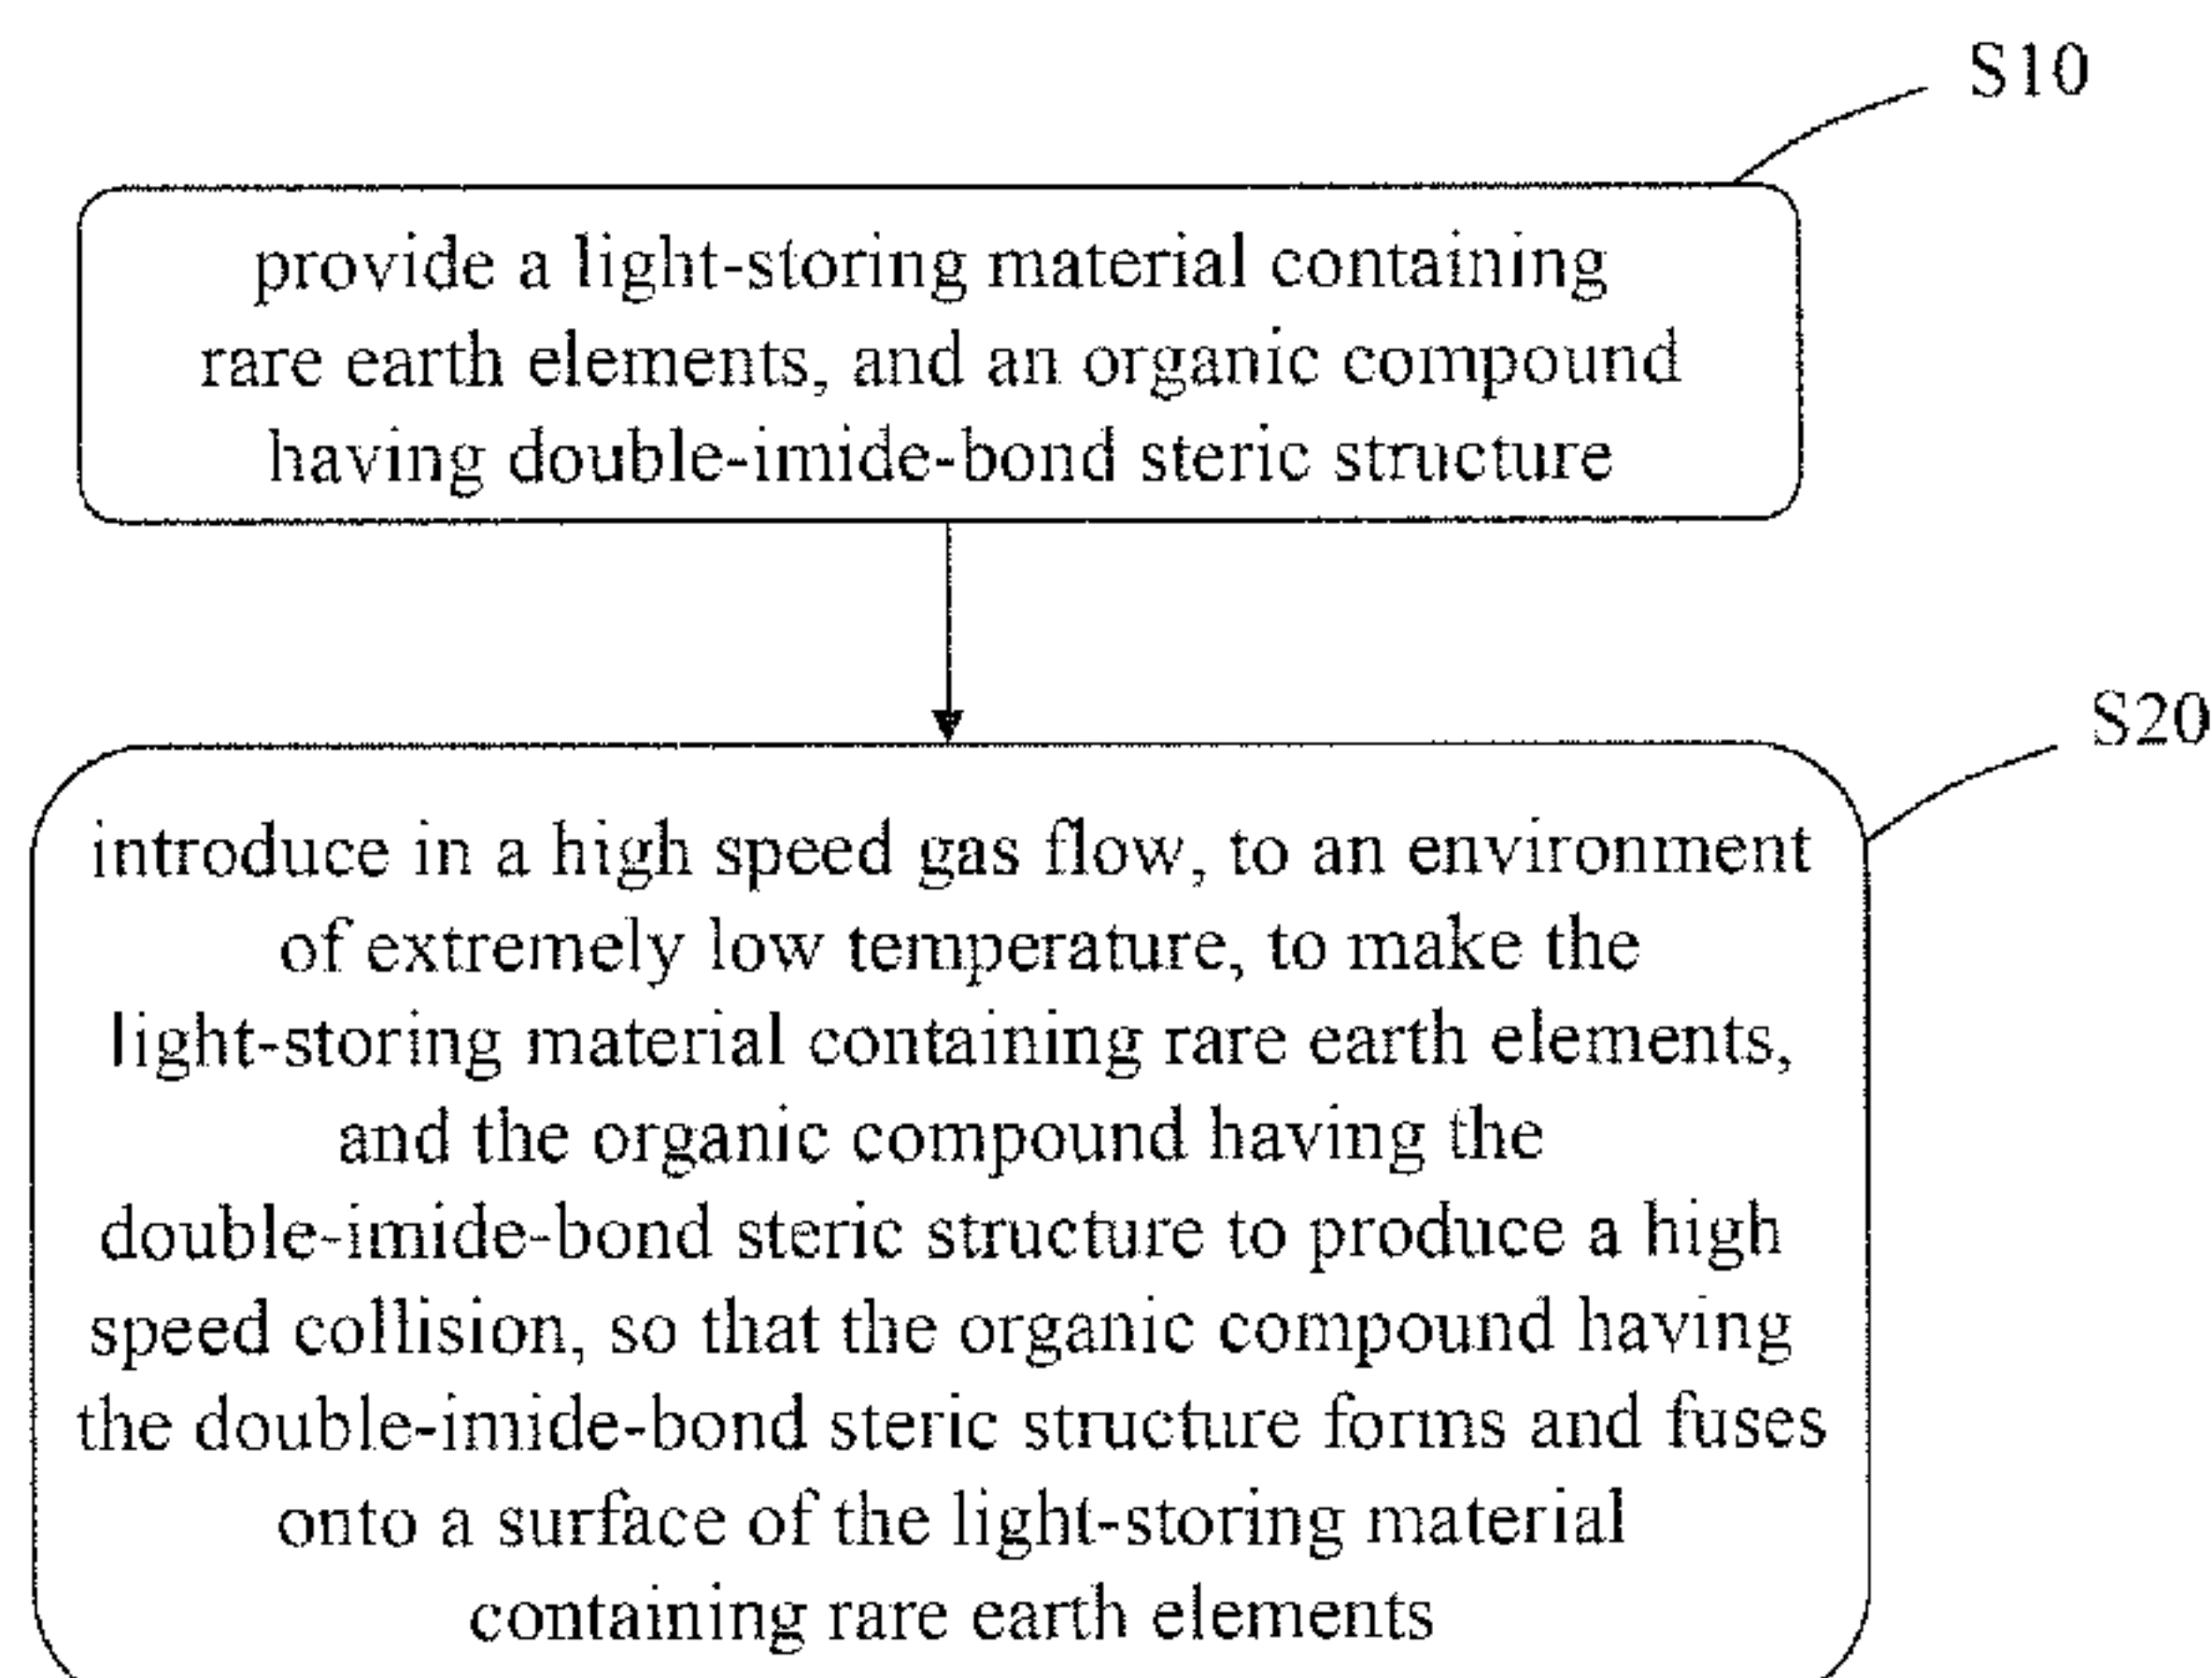 S10
provide a light-storing material containing
rare earth elements, and an organic compound
having double-imide-bond steric structure
S20
introduce in a high speed gas flow, to an environment
of extremely low temperature, to make the
light-storing material containing rare earth elements,
and the organic compound having the
double-imide-bond steric structure to produce a high
speed collision, so that the organic compound having
the double-imide-bond steric structure forms and fuses
onto a surface of the light-storing material
containing rare earth elements